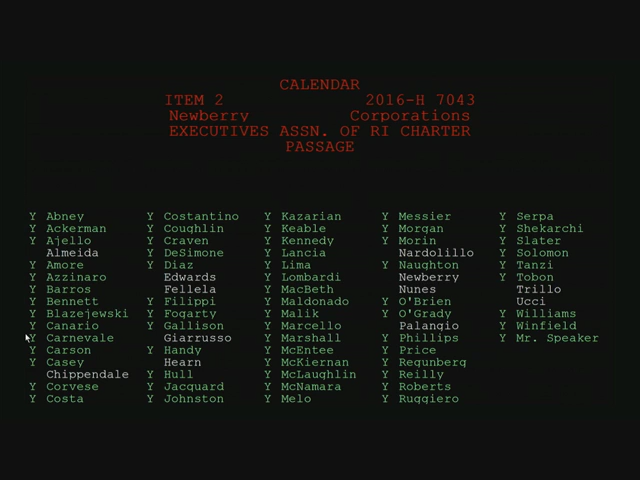 CALENDAR
ITEM 2 2016-H 7043
Newberry Corporations
EXECUTIVES ASSN. OF RI CHARTER
PASSAGE
Y Abney Y Costantino Y Kazarian Y Messier Y Serpa
Y Ackerman Y Coughlin Y Keable Y Morgan Y Shekarchi
Y Ajello Y Craven Y Kennedy Y Morin Y Slater
Almeida Y DeSimone Y Lancia Nardolillo Y Solomon
Y Amore Y Diaz Y Lima Y Naughton Y Tanzi
Y Azzinaro Edwards Y Lombardi Newberry Y Tobon
Y Barros Fellela Y MacBeth Nunes Trillo
Y Bennett Y Filippi Y Maldonado Y O'Brien Ucci
Y Blazejewski Y Fogarty Y Malik Y O'Grady Y Williams
Y Canario Y Gallison Y Marcello Palangio Y Winfield
Y Carnevale Giarrusso Y Marshall Y Phillips Y Mr. Speaker
Y Carson Y Handy Y McEntee Y Price
Y Casey Hearn Y McKiernan Y Regunberg
Chippendale Y Hull Y McLaughlin Y Reilly
Y Corvese Y Jacquard Y McNamara Y Roberts
Y Costa Y Johnston Y Melo Y Ruggiero